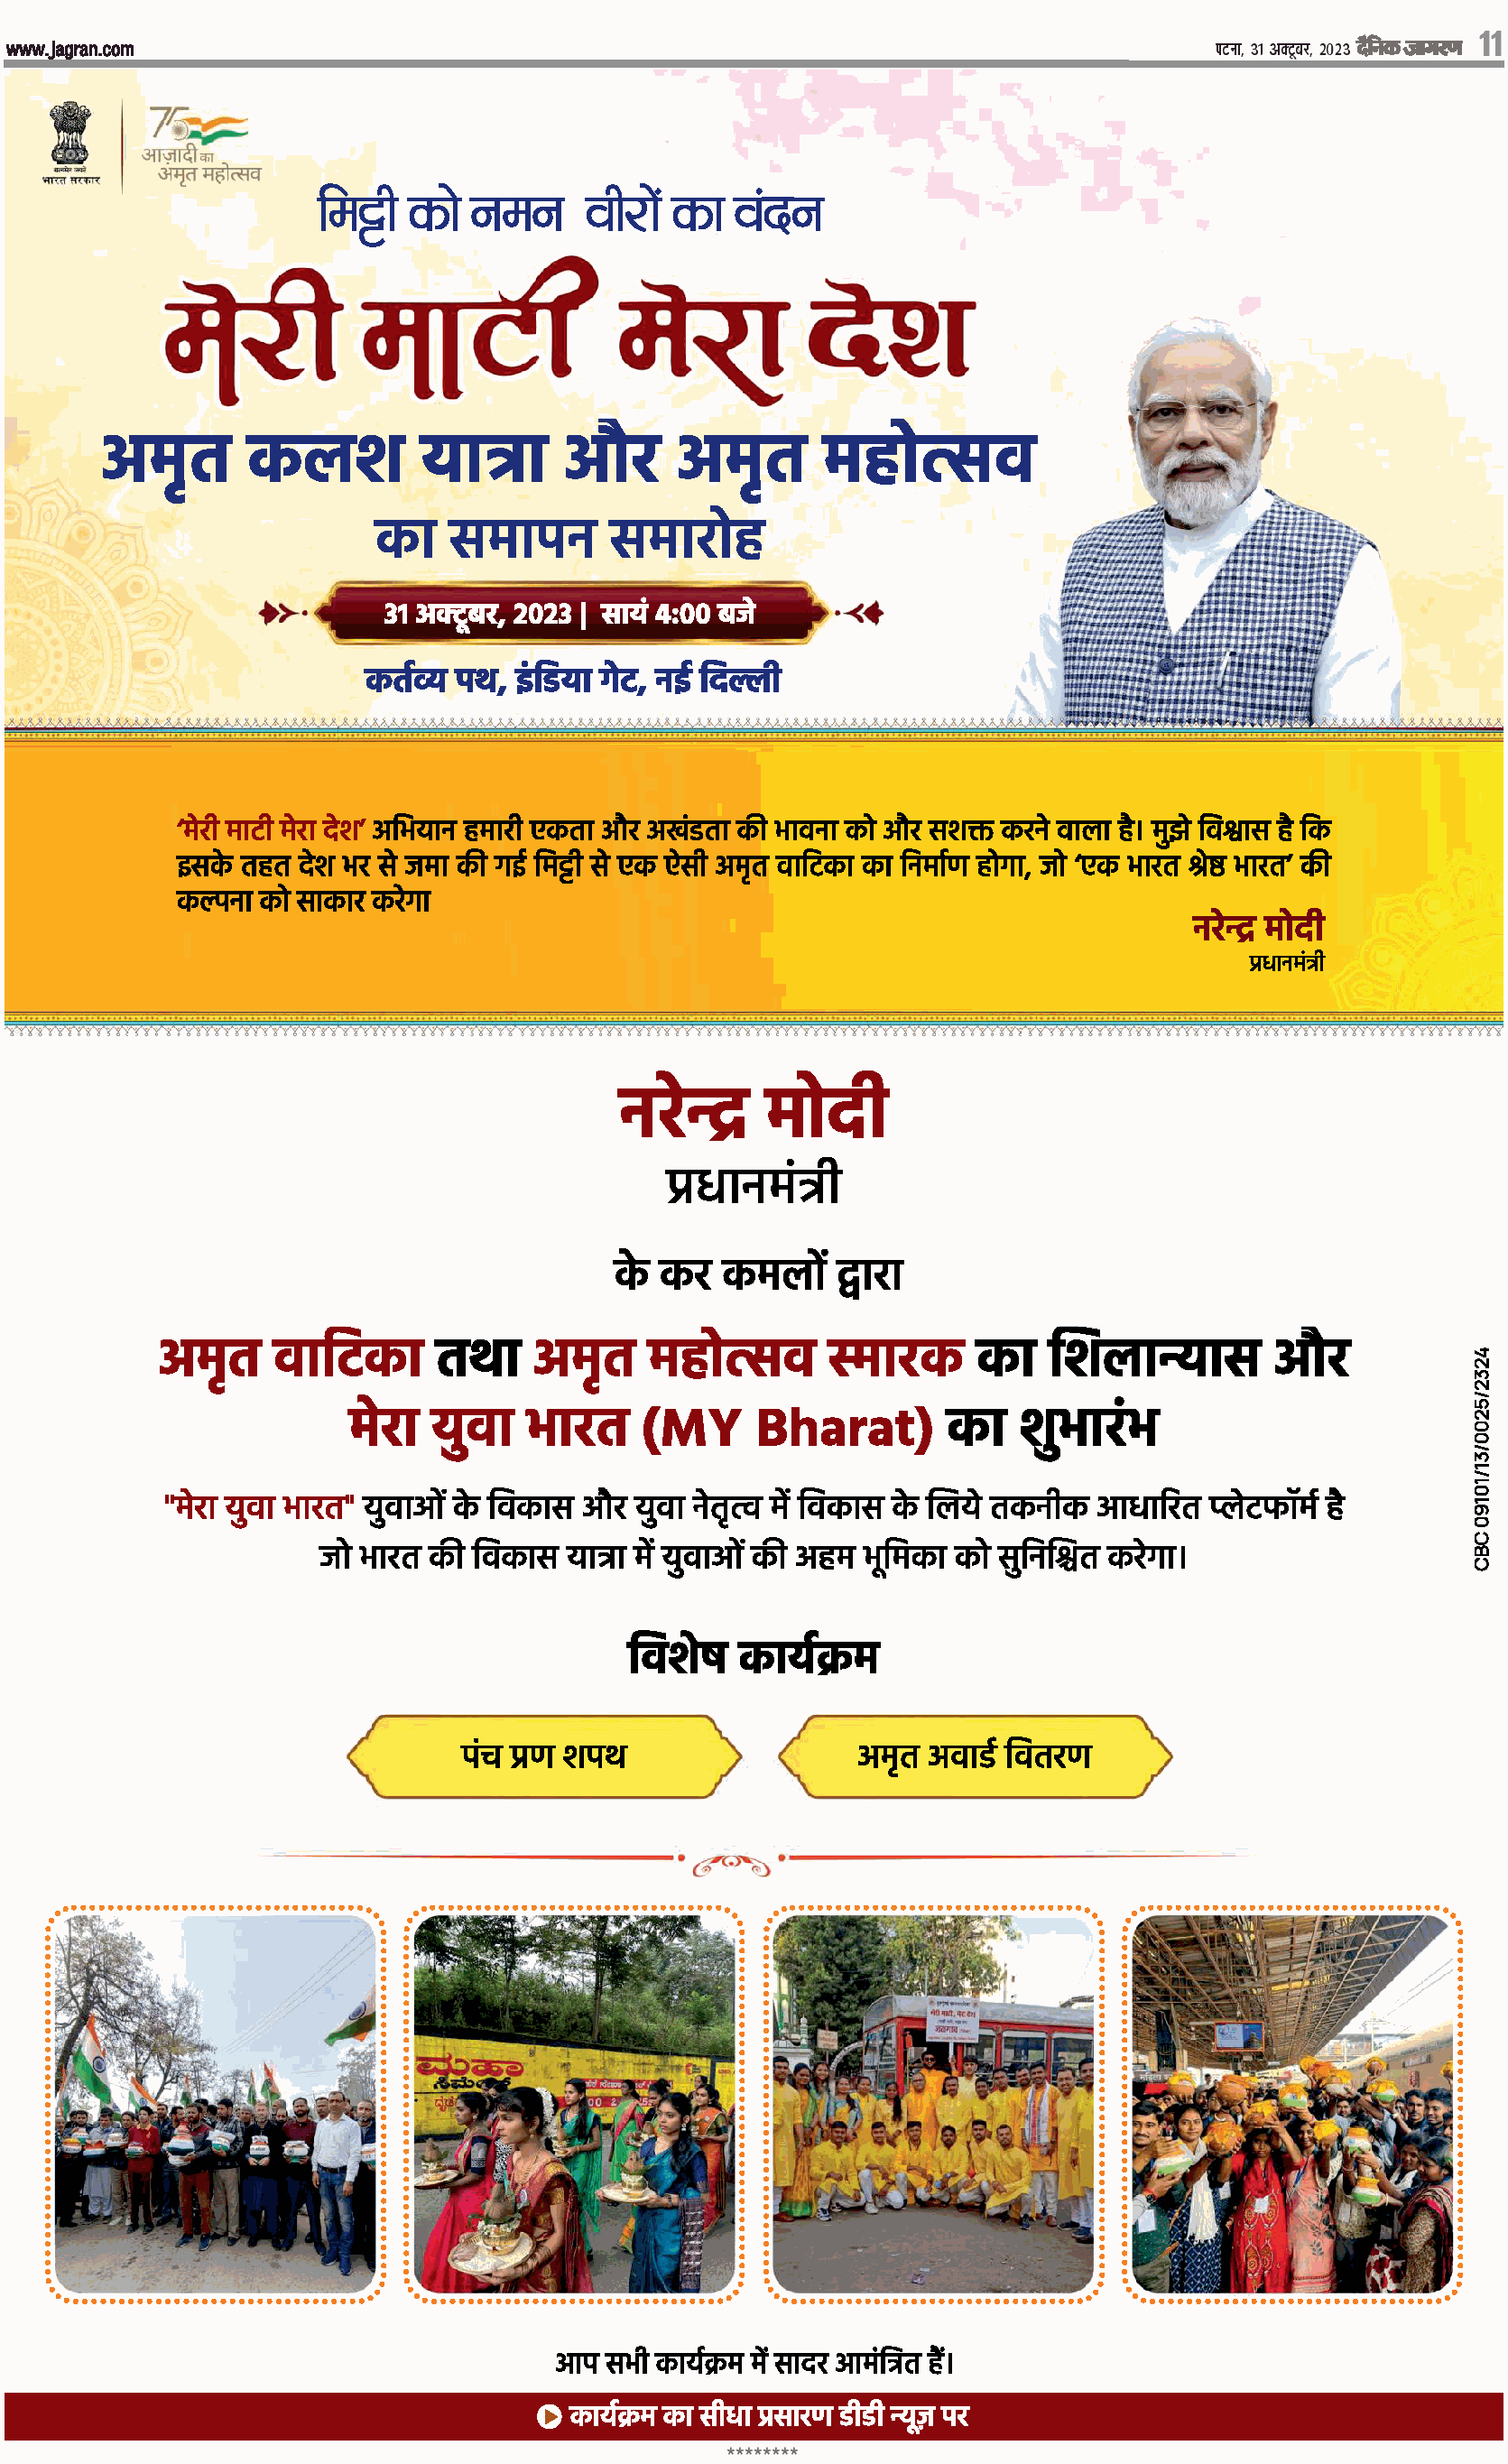 www.jagran.com
पटना, 31 अक्टूबर, 2023 दैनिक जागरण 11
भारत सरकार
75
आज़ादी का
अमृत महोत्सव
मिट्टी को नमन वीरों का वंदन
मेरी माटी मेरा देश
अमृत कलश यात्रा और अमृत महोत्सव
का समापन समारोह
31 अक्टूबर, 2023 | सायं 4:00 बजे
कर्तव्य पथ, इंडिया गेट, नई दिल्ली
‘मेरी माटी मेरा देश’ अभियान हमारी एकता और अखंडता की भावना को और सशक्त करने वाला है। मुझे विश्वास है कि
इसके तहत देश भर से जमा की गई मिट्टी से एक ऐसी अमृत वाटिका का निर्माण होगा, जो ‘एक भारत श्रेष्ठ भारत’ की
कल्पना को साकार करेगा
नरेन्द्र मोदी
प्रधानमंत्री
नरेन्द्र मोदी
प्रधानमंत्री
के कर कमलों द्वारा
अमृत वाटिका तथा अमृत महोत्सव स्मारक का शिलान्यास और
मेरा युवा भारत (MY Bharat) का शुभारंभ
"मेरा युवा भारत" युवाओं के विकास और युवा नेतृत्व में विकास के लिये तकनीक आधारित प्लेटफॉर्म है
जो भारत की विकास यात्रा में युवाओं की अहम भूमिका को सुनिश्चित करेगा।
CBC 09101/13/0025/2324
विशेष कार्यक्रम
पंच प्रण शपथ
अमृत अवार्ड वितरण
ಮಹಾ
ಸಿಮೆಂಟ್
मेरी माटी, मेरा देश
आप सभी कार्यक्रम में सादर आमंत्रित हैं।
कार्यक्रम का सीधा प्रसारण डीडी न्यूज़ पर
********